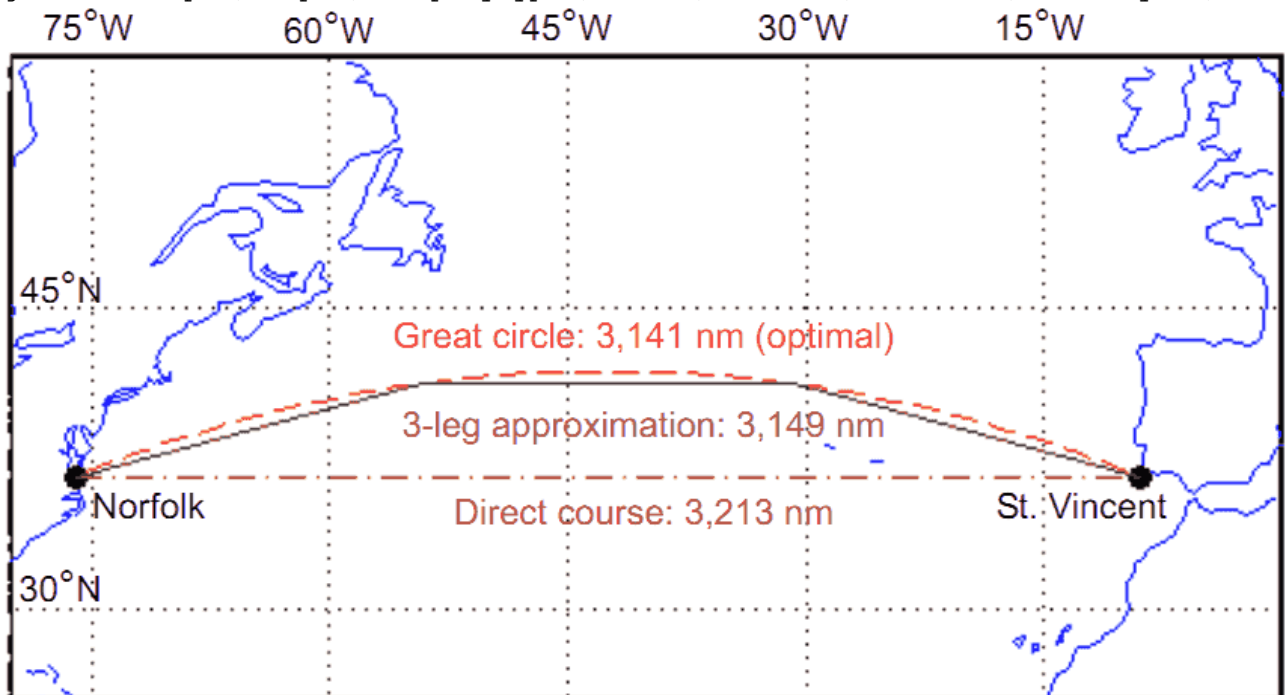 75°W 60°W 45°W 30°W 15°W
45°N
Great circle: 3,141 nm (optimal)
3-leg approximation: 3,149 nm
Norfolk
St. Vincent
Direct course: 3,213 nm
30°N